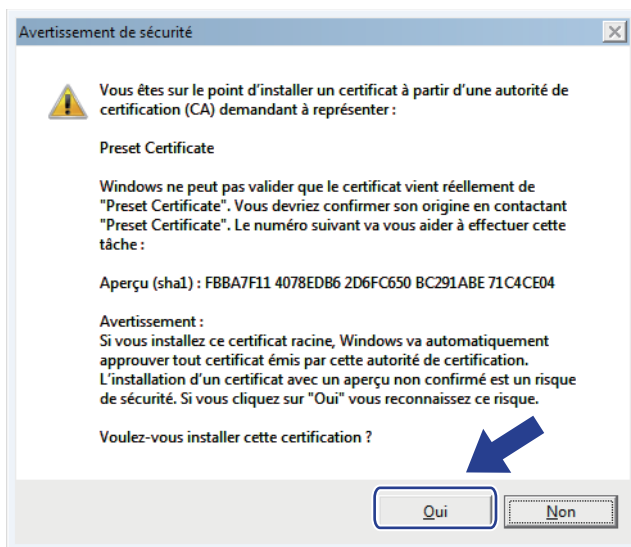 Avertissement de sécurité
Vous êtes sur le point d'installer un certificat à partir d'une autorité de
certification (CA) demandant à représenter :
Preset Certificate
Windows ne peut pas valider que le certificat vient réellement de
"Preset Certificate". Vous devriez confirmer son origine en contactant
"Preset Certificate". Le numéro suivant va vous aider à effectuer cette
tâche :
Aperçu (sha1) : FBBA7F11 4078EDB6 2D6FC650 BC291ABE 71C4CE04
Avertissement :
Si vous installez ce certificat racine, Windows va automatiquement
approuver tout certificat émis par cette autorité de certification.
L'installation d'un certificat avec un aperçu non confirmé est un risque
de sécurité. Si vous cliquez sur "Oui" vous reconnaissez ce risque.
Voulez-vous installer cette certification ?
Oui
Non